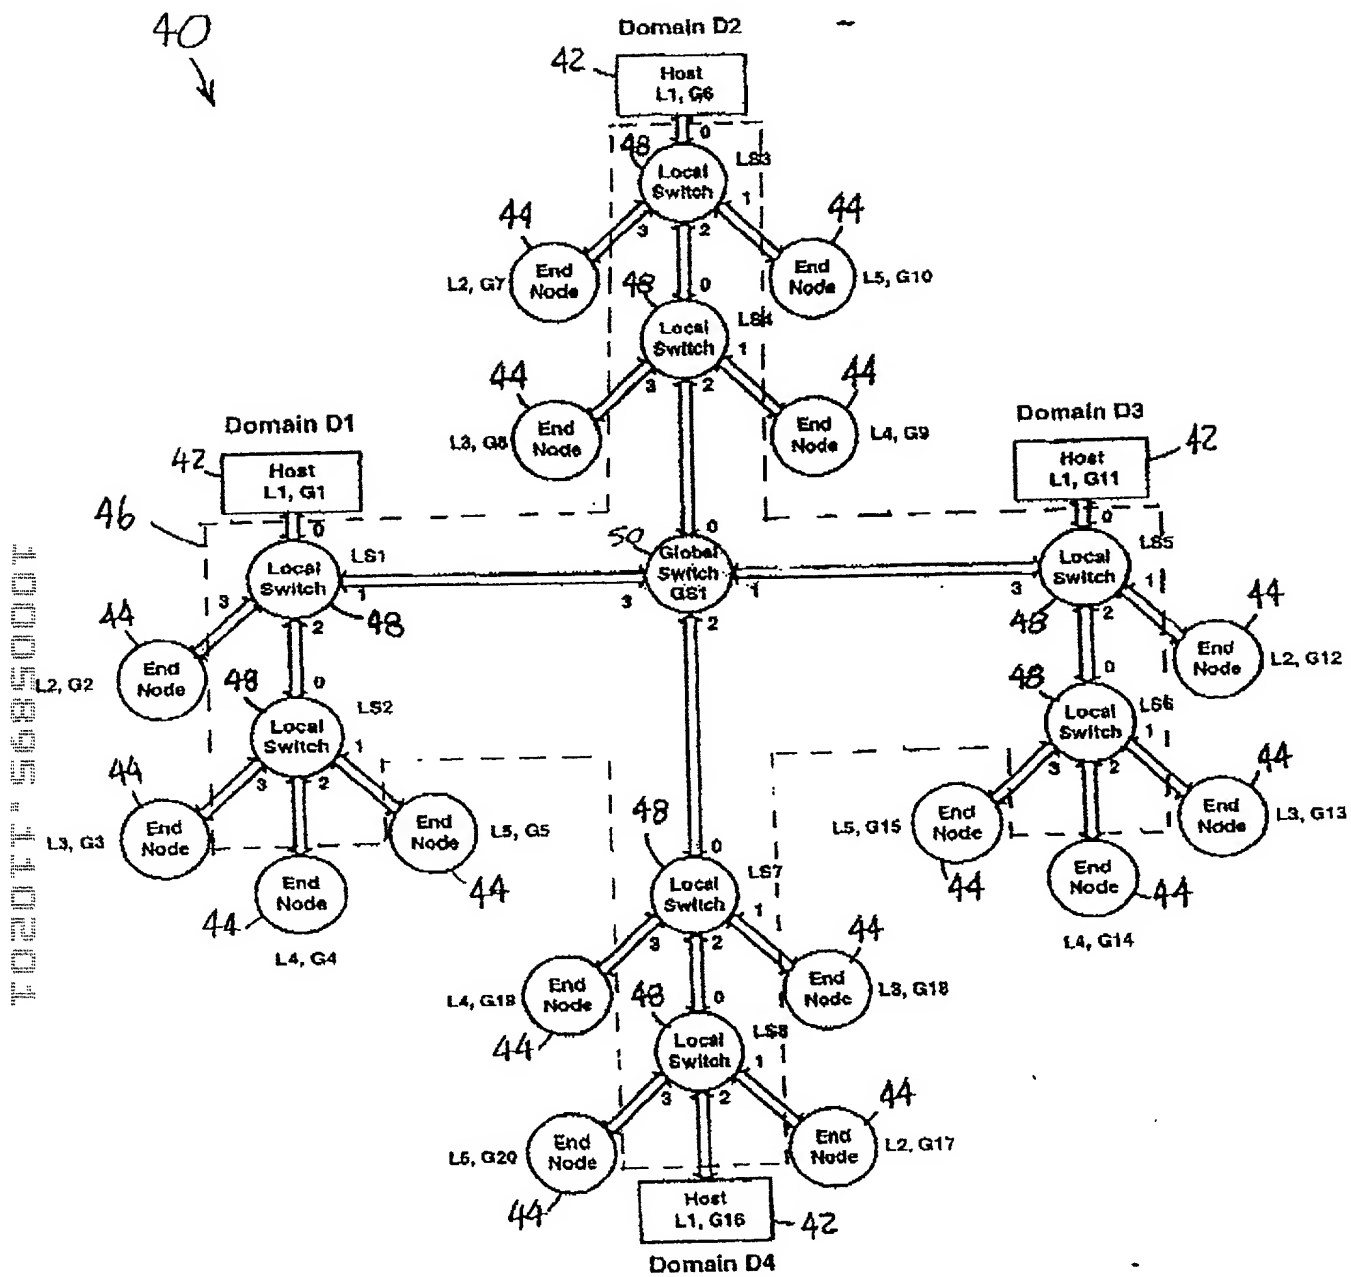 40
Domain D2
42
Host
L1, G6
0
48
LS3
Local
Switch
1
3
2
44
44
End
Node
L2, G7
End
Node
L5, G10
0
48
LS4
Local
Switch
1
3
2
44
44
End
Node
L3, G8
End
Node
L4, G9
Domain D1
42
Host
L1, G1
Domain D3
42
Host
L1, G11
46
0
LS1
Local
Switch
1
3
2
48
50
0
Global
Switch
GS1
3
1
2
0
LS5
Local
Switch
3
1
2
48
44
End
Node
L2, G2
44
End
Node
L2, G12
48
0
LS2
Local
Switch
1
3
2
48
0
LS6
Local
Switch
1
3
2
44
End
Node
L3, G3
End
Node
L5, G5
44
End
Node
L4, G4
44
End
Node
L5, G15
44
44
End
Node
L3, G13
End
Node
L4, G14
44
48
0
LS7
Local
Switch
1
3
2
End
Node
L4, G19
44
44
End
Node
L3, G18
48
0
LS8
Local
Switch
1
3
2
End
Node
L5, G20
44
44
End
Node
L2, G17
Host
L1, G16
42
Domain D4
10005895.110201